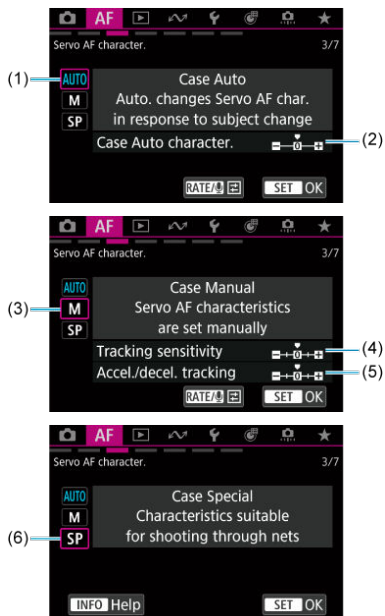 AF
Servo AF character. 3/7
(1) AUTO Case Auto
M Auto. changes Servo AF char.
SP in response to subject change
Case Auto character. 0 (2)
RATE/ SET OK
AF
Servo AF character. 3/7
AUTO Case Manual
(3) M Servo AF characteristics
SP are set manually
Tracking sensitivity 0 (4)
Accel./decel. tracking 0 (5)
RATE/ SET OK
AF
Servo AF character. 3/7
AUTO Case Special
M Characteristics suitable
(6) SP for shooting through nets
INFO Help SET OK